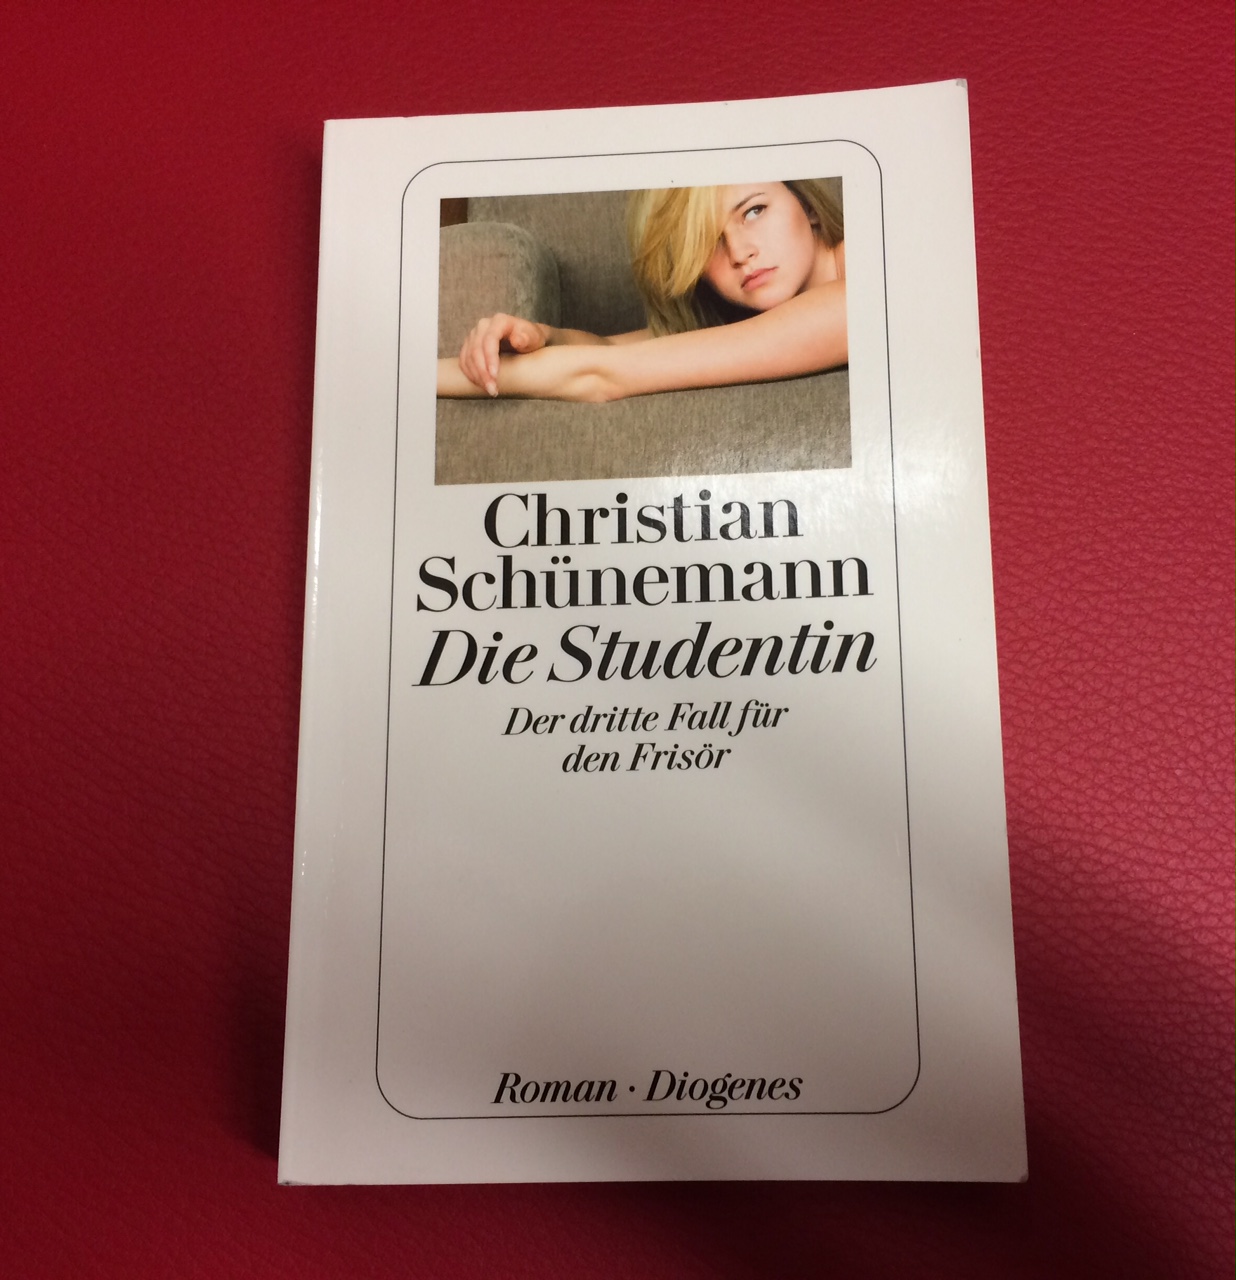 Christian
Schünemann
Die Studentin
Der dritte Fall für
den Frisör
Roman · Diogenes